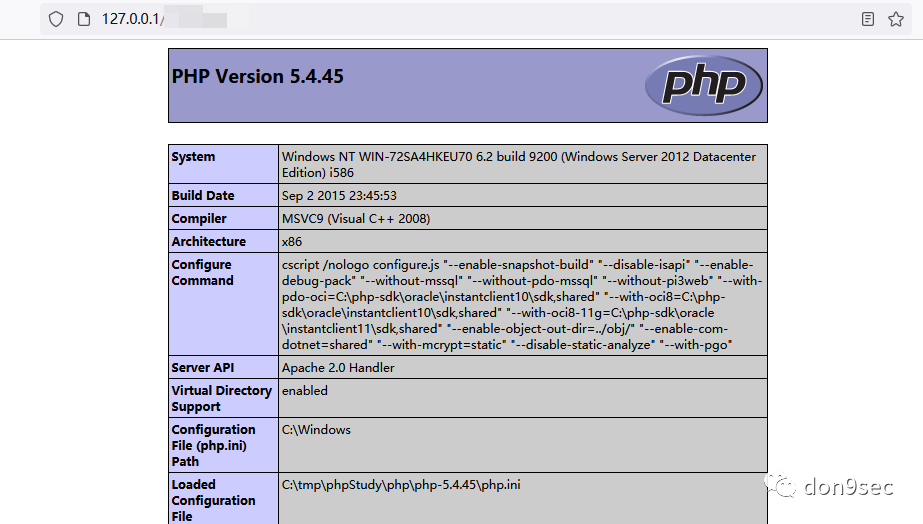 127.0.0.1/
PHP Version 5.4.45
php
System
Windows NT WIN-72SA4HKEU70 6.2 build 9200 (Windows Server 2012 Datacenter
Edition) i586
Build Date
Sep 2 2015 23:45:53
Compiler
MSVC9 (Visual C++ 2008)
Architecture
x86
Configure
Command
cscript /nologo configure.js "--enable-snapshot-build" "--disable-isapi" "--enable-
debug-pack" "--without-mssql" "--without-pdo-mssql" "--without-pi3web" "--with-
pdo-oci=C:\php-sdk\oracle\instantclient10\sdk,shared" "--with-oci8=C:\php-
sdk\oracle\instantclient10\sdk,shared" "--with-oci8-11g=C:\php-sdk\oracle
\instantclient11\sdk,shared" "--enable-object-out-dir=../obj/" "--enable-com-
dotnet=shared" "--with-mcrypt=static" "--disable-static-analyze" "--with-pgo"
Server API
Apache 2.0 Handler
Virtual Directory
Support
enabled
Configuration
File (php.ini)
Path
C:\Windows
Loaded
Configuration
File
C:\tmp\phpStudy\php\php-5.4.45\php.ini
don9sec